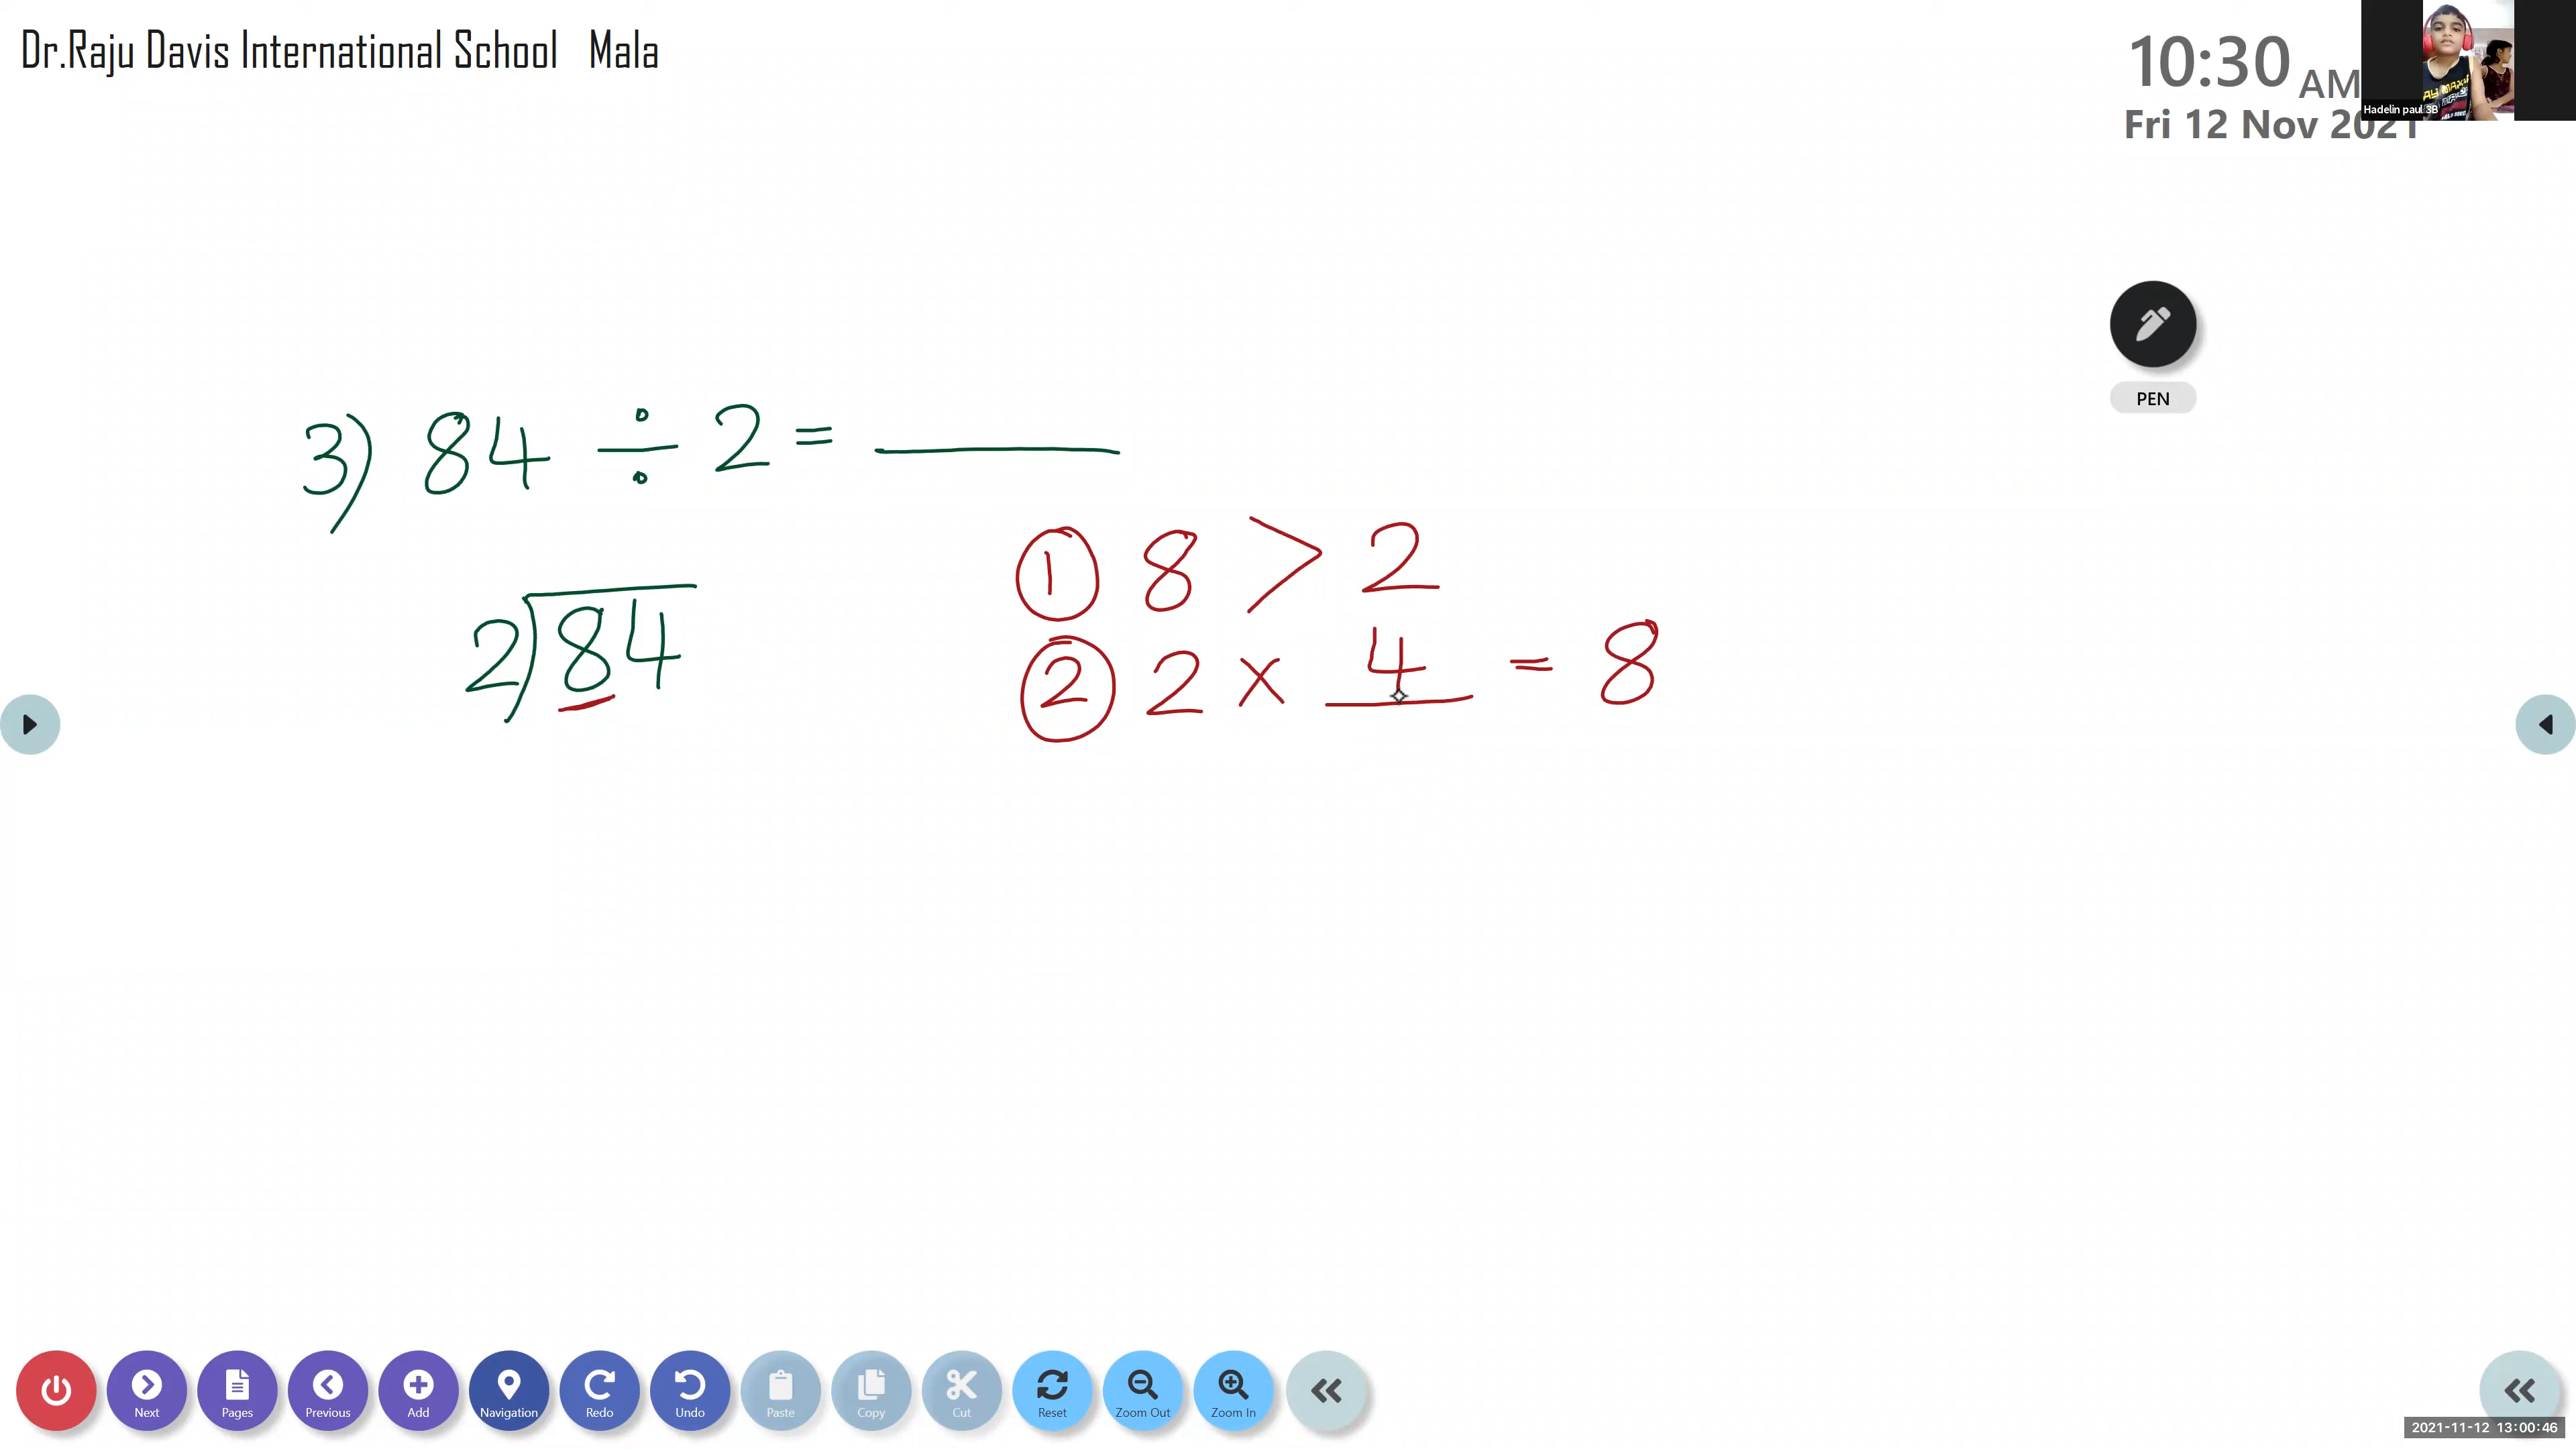 Dr.Raju Davis International School Mala
10:30 AM
Fri 12 Nov 2021
Hadelin paul 3B
PEN
3) 84 ÷ 2 = ____
2)84
① 8 > 2
② 2 × 4 = 8
Next Pages Previous Add Navigation Redo Undo Paste Copy Cut Reset Zoom Out Zoom In
2021-11-12 13:00:46